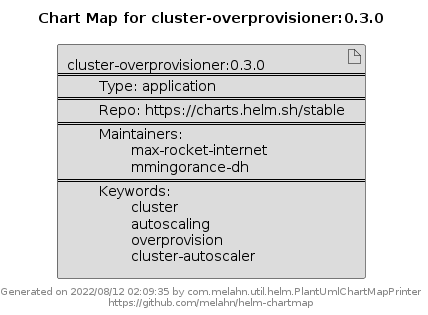 Chart Map for cluster-overprovisioner:0.3.0
cluster-overprovisioner:0.3.0
Type: application
Repo: https://charts.helm.sh/stable
Maintainers:
max-rocket-internet
mmingorance-dh
Keywords:
cluster
autoscaling
overprovision
cluster-autoscaler
Generated on 2022/08/12 02:09:35 by com.melahn.util.helm.PlantUmlChartMapPrinter
https://github.com/melahn/helm-chartmap